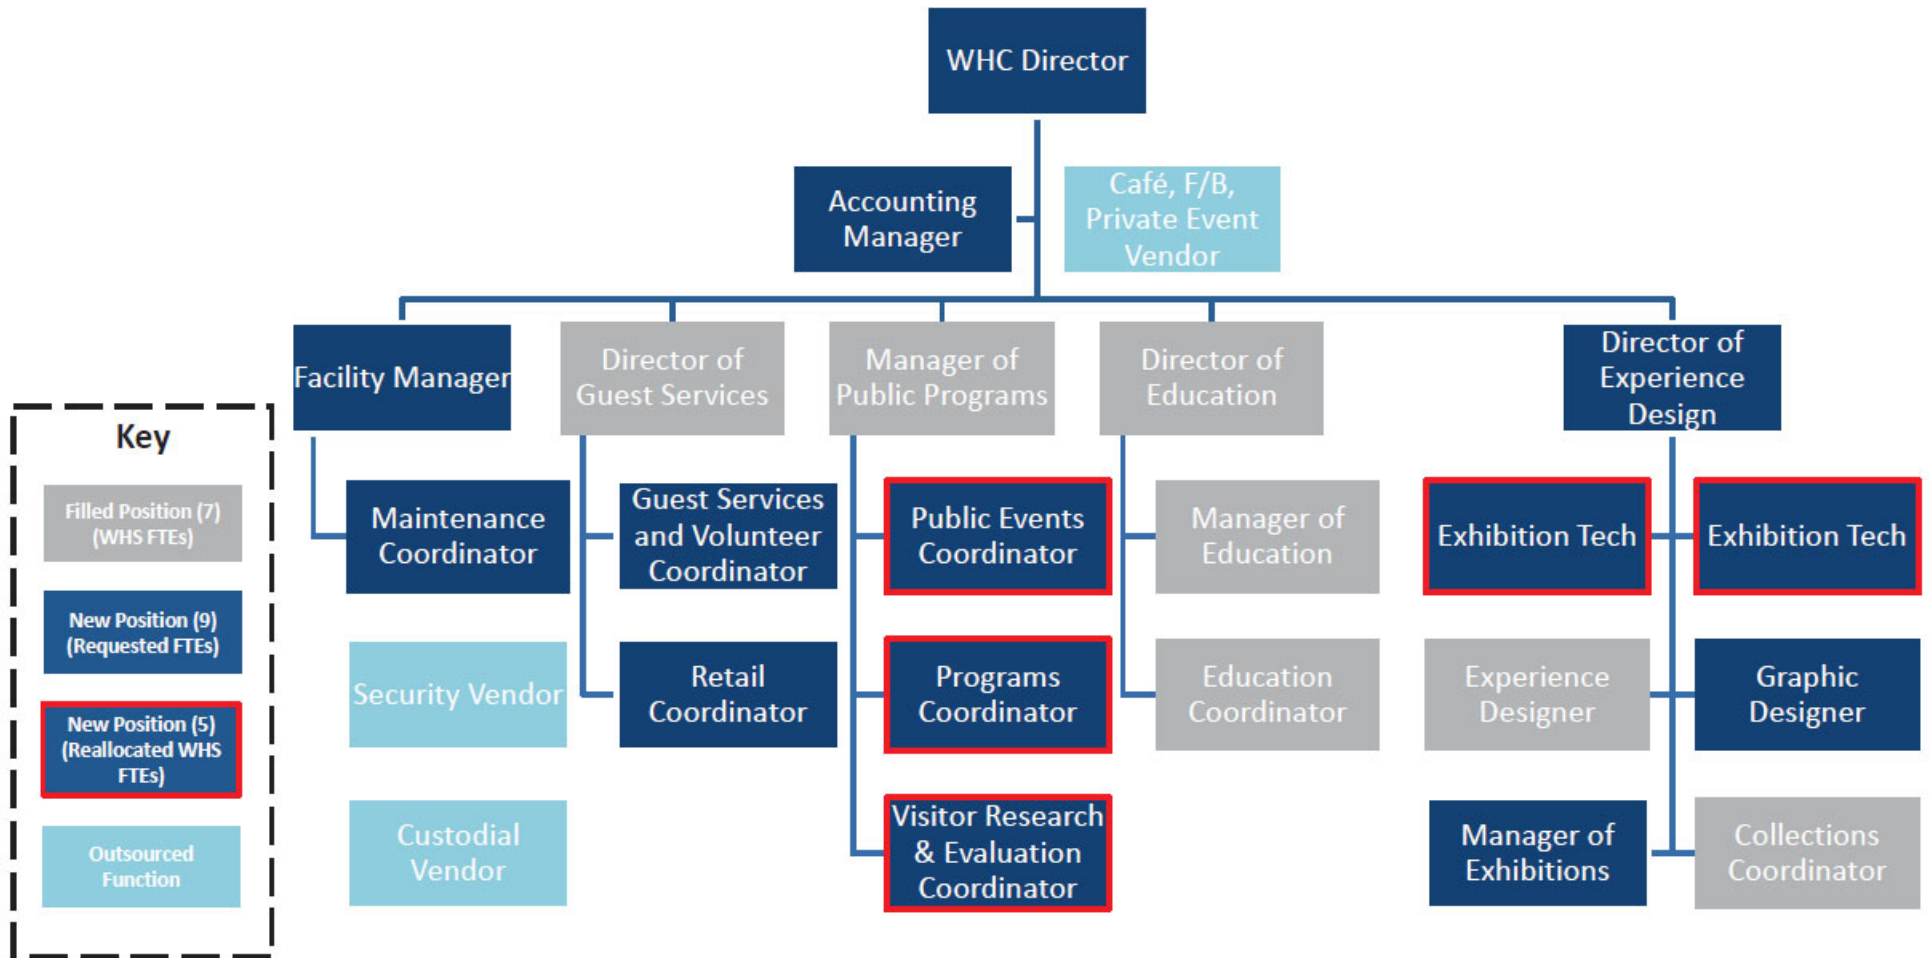 WHC Director
Accounting
Manager
Café, F/B,
Private Event
Vendor
Facility Manager
Director of
Guest Services
Manager of
Public Programs
Director of
Education
Director of
Experience
Design
Key
Filled Position (7)
(WHS FTEs)
New Position (9)
(Requested FTEs)
New Position (5)
(Reallocated WHS
FTEs)
Outsourced
Function
Maintenance
Coordinator
Guest Services
and Volunteer
Coordinator
Public Events
Coordinator
Manager of
Education
Exhibition Tech
Exhibition Tech
Security Vendor
Retail
Coordinator
Programs
Coordinator
Education
Coordinator
Experience
Designer
Graphic
Designer
Custodial
Vendor
Visitor Research
& Evaluation
Coordinator
Manager of
Exhibitions
Collections
Coordinator